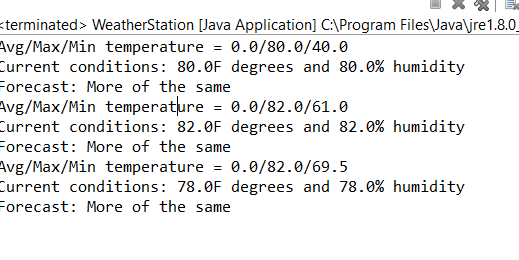 <terminated> WeatherStation [Java Application] C:\Program Files\Java\jre1.8.0_
Avg/Max/Min temperature = 0.0/80.0/40.0
Current conditions: 80.0F degrees and 80.0% humidity
Forecast: More of the same
Avg/Max/Min temperature = 0.0/82.0/61.0
Current conditions: 82.0F degrees and 82.0% humidity
Forecast: More of the same
Avg/Max/Min temperature = 0.0/82.0/69.5
Current conditions: 78.0F degrees and 78.0% humidity
Forecast: More of the same